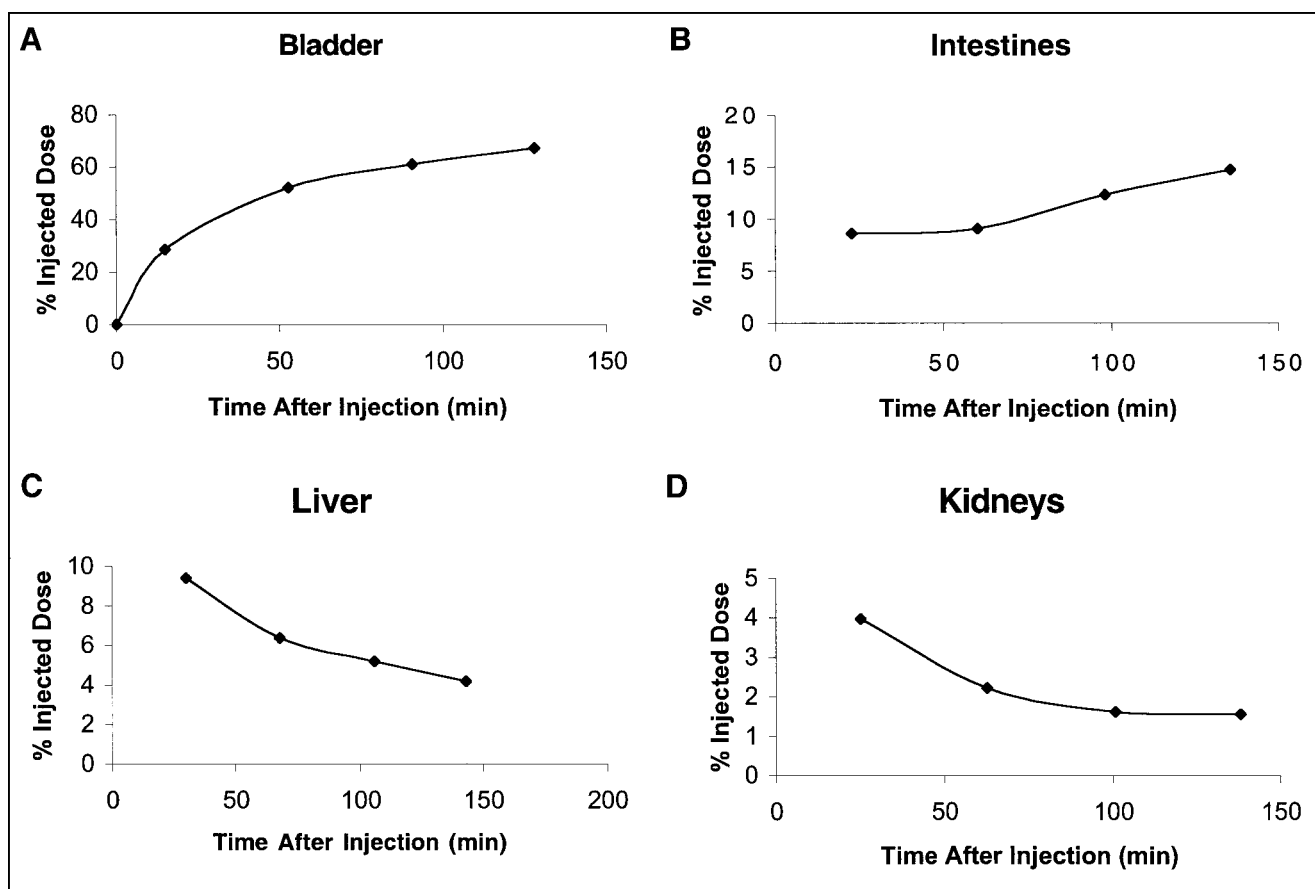 A
Bladder
% Injected Dose
80
60
40
20
0
0 50 100 150
Time After Injection (min)
B
Intestines
% Injected Dose
20
15
10
5
0
0 50 100 150
Time After Injection (min)
C
Liver
% Injected Dose
10
8
6
4
2
0
0 50 100 150 200
Time After Injection (min)
D
Kidneys
% Injected Dose
5
4
3
2
1
0
0 50 100 150
Time After Injection (min)